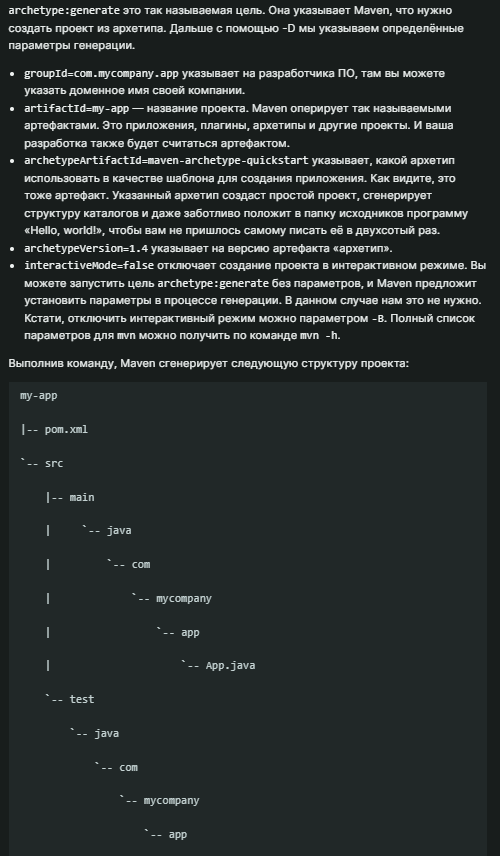 archetype:generate это так называемая цель. Она указывает Maven, что нужно
создать проект из архетипа. Дальше с помощью -D мы указываем определённые
параметры генерации.
• groupId=com.mycompany.app указывает на разработчика ПО, там вы можете
указать доменное имя своей компании.
• artifactId=my-app — название проекта. Maven оперирует так называемыми
артефактами. Это приложения, плагины, архетипы и другие проекты. И ваша
разработка также будет считаться артефактом.
• archetypeArtifactId=maven-archetype-quickstart указывает, какой архетип
использовать в качестве шаблона для создания приложения. Как видите, это
тоже артефакт. Указанный архетип создаст простой проект, сгенерирует
структуру каталогов и даже заботливо положит в папку исходников программу
«Hello, world!», чтобы вам не пришлось самому писать её в двухсотый раз.
• archetypeVersion=1.4 указывает на версию артефакта «архетип».
• interactiveMode=false отключает создание проекта в интерактивном режиме. Вы
можете запустить цель archetype:generate без параметров, и Maven предложит
установить параметры в процессе генерации. В данном случае нам это не нужно.
Кстати, отключить интерактивный режим можно параметром -B. Полный список
параметров для mvn можно получить по команде mvn -h.
Выполнив команду, Maven сгенерирует следующую структуру проекта:
my-app
|-- pom.xml
`-- src
    |-- main
    |     `-- java
    |         `-- com
    |             `-- mycompany
    |                 `-- app
    |                     `-- App.java
    `-- test
        `-- java
            `-- com
                `-- mycompany
                    `-- app